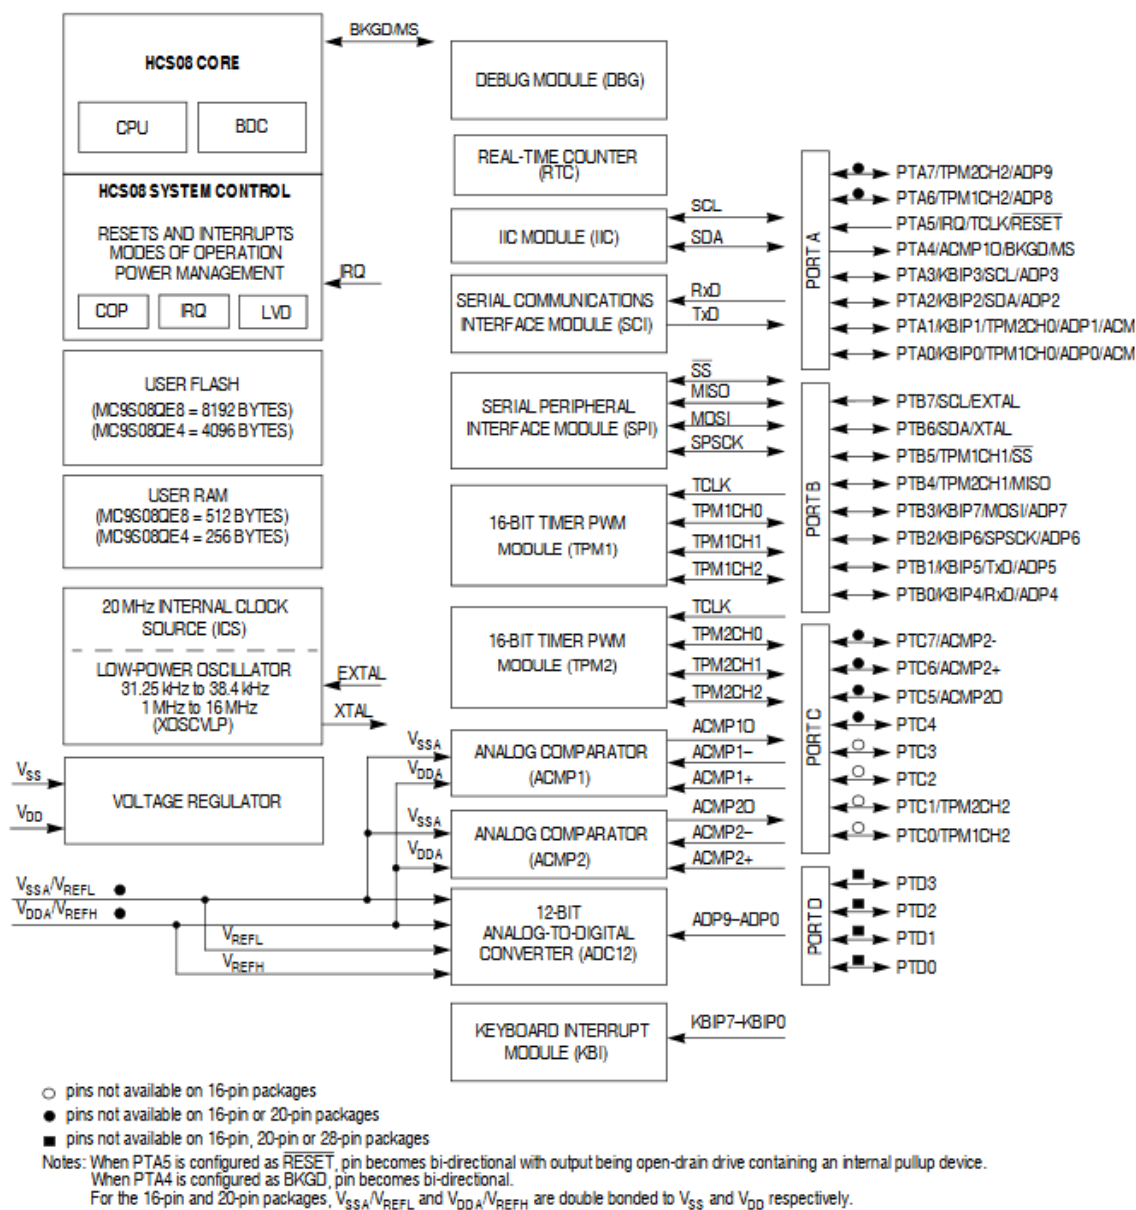 HCS08 CORE
CPU
BDC
BKGD/MS
HCS08 SYSTEM CONTROL
RESETS AND INTERRUPTS
MODES OF OPERATION
POWER MANAGEMENT
COP
IRQ
LVD
IRQ
USER FLASH
(MC9S08QE8 = 8192 BYTES)
(MC9S08QE4 = 4096 BYTES)
USER RAM
(MC9S08QE8 = 512 BYTES)
(MC9S08QE4 = 256 BYTES)
20 MHz INTERNAL CLOCK
SOURCE (ICS)
LOW-POWER OSCILLATOR
31.25 kHz to 38.4 kHz
1 MHz to 16 MHz
(XOSCVLP)
EXTAL
XTAL
VSS
VDD
VOLTAGE REGULATOR
VSSA/VREFL
VDDA/VREFH
VREFL
VREFH
DEBUG MODULE (DBG)
REAL-TIME COUNTER
(RTC)
IIC MODULE (IIC)
SCL
SDA
SERIAL COMMUNICATIONS
INTERFACE MODULE (SCI)
RxD
TxD
SERIAL PERIPHERAL
INTERFACE MODULE (SPI)
SS
MISO
MOSI
SPSCK
16-BIT TIMER PWM
MODULE (TPM1)
TCLK
TPM1CH0
TPM1CH1
TPM1CH2
16-BIT TIMER PWM
MODULE (TPM2)
TCLK
TPM2CH0
TPM2CH1
TPM2CH2
VSSA
VDDA
ANALOG COMPARATOR
(ACMP1)
ACMP1O
ACMP1–
ACMP1+
VSSA
VDDA
ANALOG COMPARATOR
(ACMP2)
ACMP2O
ACMP2–
ACMP2+
12-BIT
ANALOG-TO-DIGITAL
CONVERTER (ADC12)
ADP9–ADP0
KEYBOARD INTERRUPT
MODULE (KBI)
KBIP7–KBIP0
PORT A
PTA7/TPM2CH2/ADP9
PTA6/TPM1CH2/ADP8
PTA5/IRQ/TCLK/RESET
PTA4/ACMP1O/BKGD/MS
PTA3/KBIP3/SCL/ADP3
PTA2/KBIP2/SDA/ADP2
PTA1/KBIP1/TPM2CH0/ADP1/ACM
PTA0/KBIP0/TPM1CH0/ADP0/ACM
PORT B
PTB7/SCL/EXTAL
PTB6/SDA/XTAL
PTB5/TPM1CH1/SS
PTB4/TPM2CH1/MISO
PTB3/KBIP7/MOSI/ADP7
PTB2/KBIP6/SPSCK/ADP6
PTB1/KBIP5/TxD/ADP5
PTB0/KBIP4/RxD/ADP4
PORT C
PTC7/ACMP2-
PTC6/ACMP2+
PTC5/ACMP2O
PTC4
PTC3
PTC2
PTC1/TPM2CH2
PTC0/TPM1CH2
PORT D
PTD3
PTD2
PTD1
PTD0
○ pins not available on 16-pin packages
● pins not available on 16-pin or 20-pin packages
■ pins not available on 16-pin, 20-pin or 28-pin packages
Notes: When PTA5 is configured as RESET, pin becomes bi-directional with output being open-drain drive containing an internal pullup device.
When PTA4 is configured as BKGD, pin becomes bi-directional.
For the 16-pin and 20-pin packages, VSSA/VREFL and VDDA/VREFH are double bonded to VSS and VDD respectively.